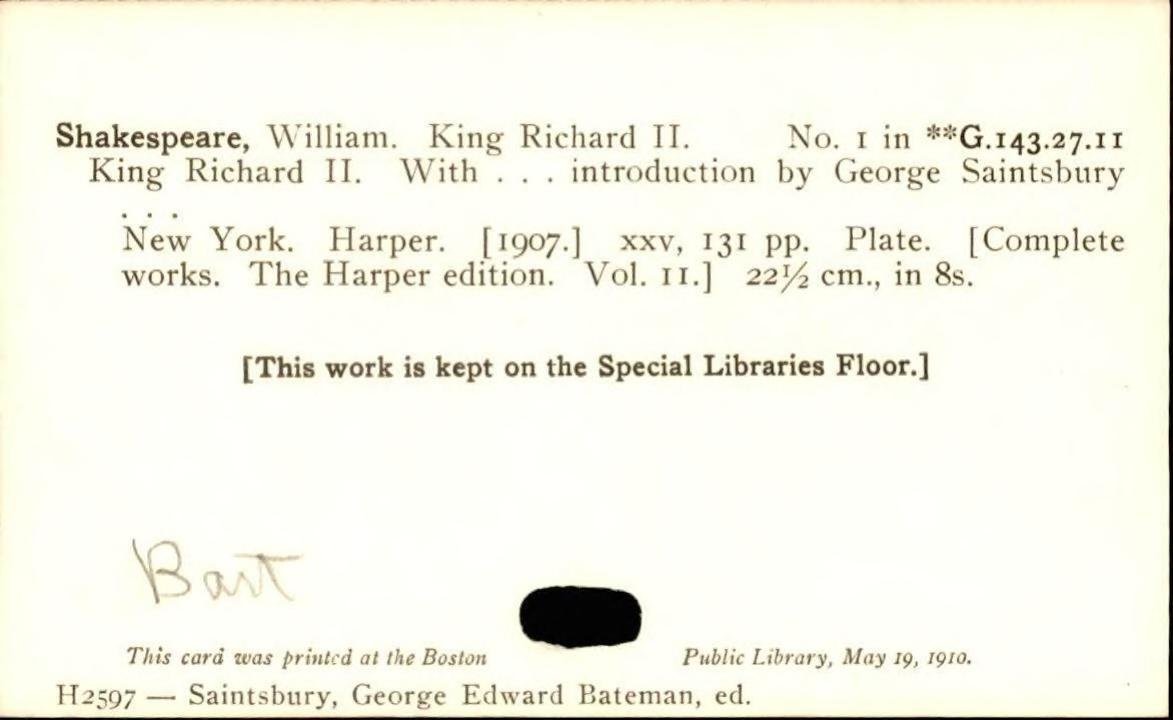 Shakespeare, William. King Richard II. No. 1 in **G.143.27.11
King Richard II. With . . . introduction by George Saintsbury
. . .
New York. Harper. [1907.] xxv, 131 pp. Plate. [Complete
works. The Harper edition. Vol. 11.] 22½ cm., in 8s.
[This work is kept on the Special Libraries Floor.]
Bart
This card was printed at the Boston Public Library, May 19, 1910.
H2597 — Saintsbury, George Edward Bateman, ed.